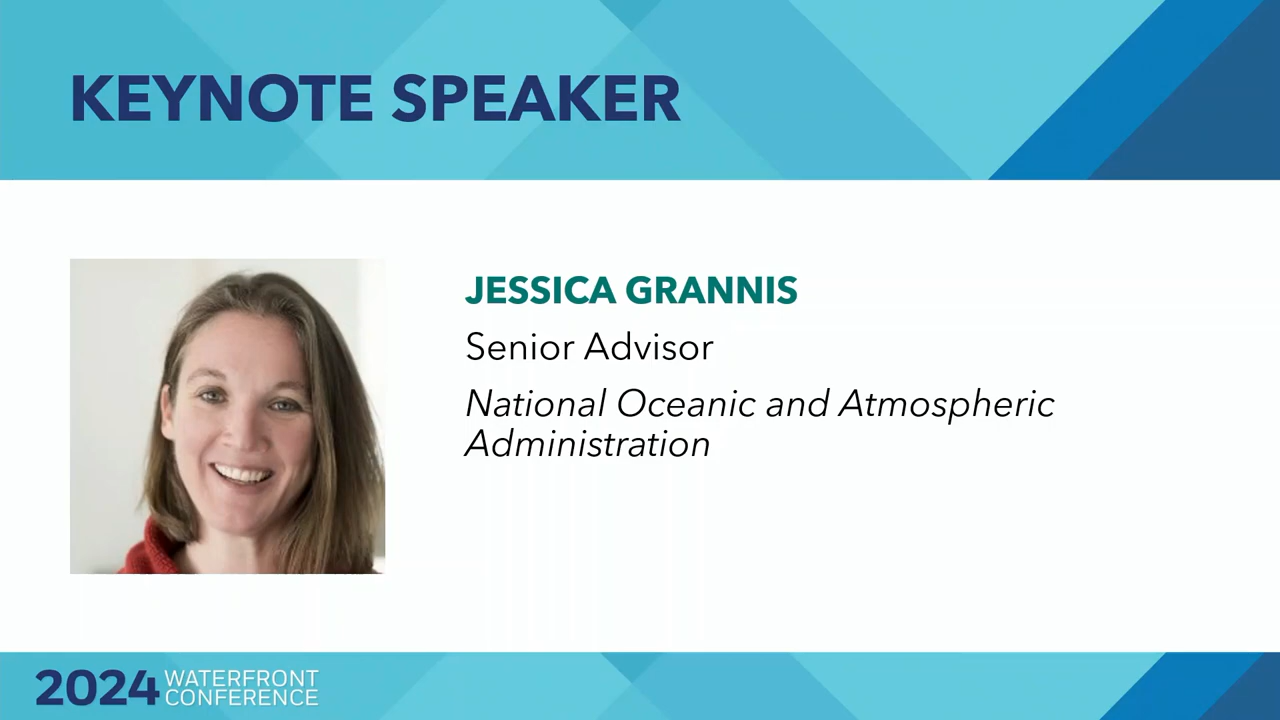 KEYNOTE SPEAKER
JESSICA GRANNIS
Senior Advisor
National Oceanic and Atmospheric
Administration
2024 WATERFRONT
CONFERENCE